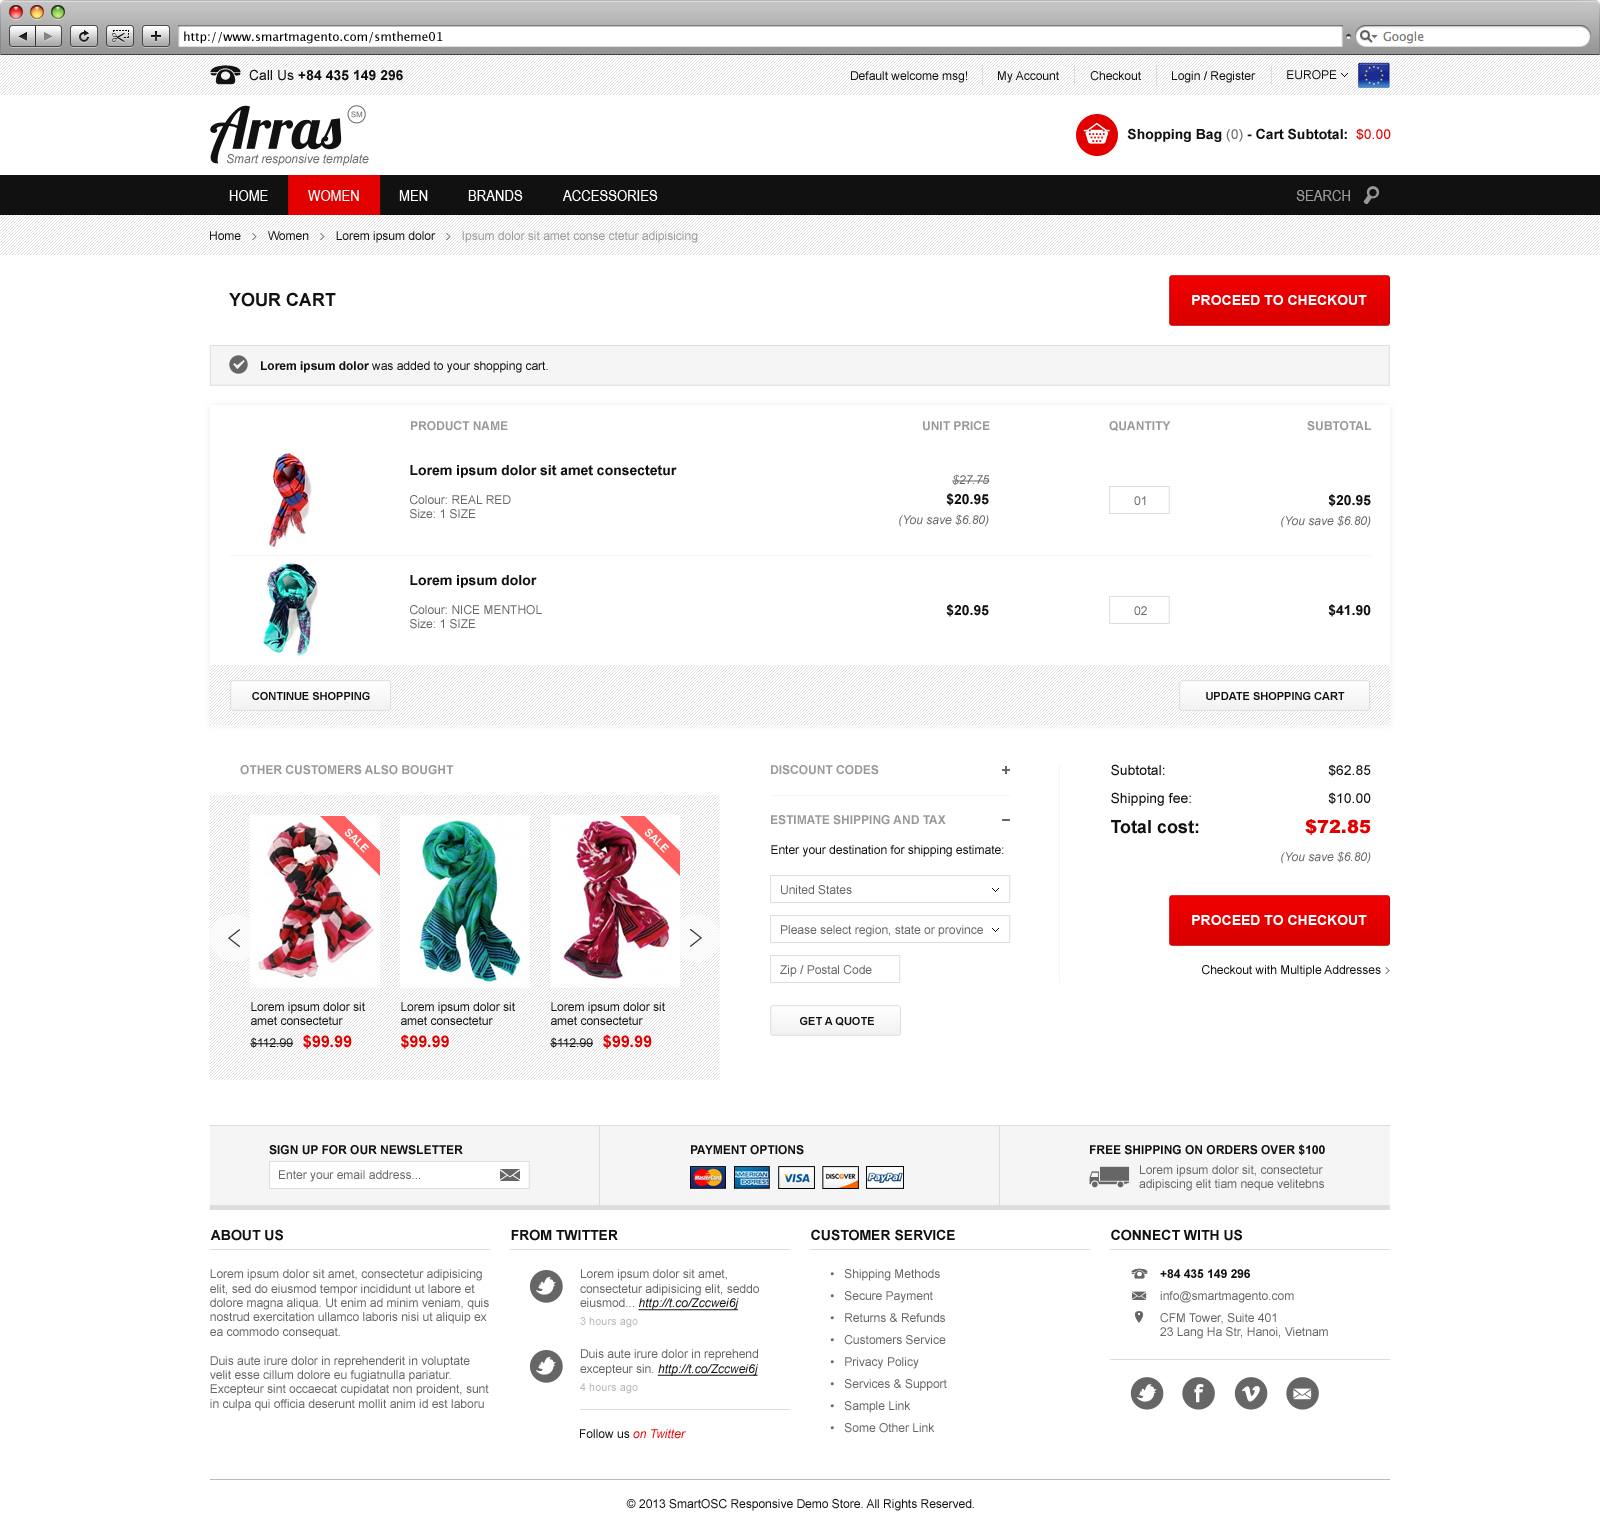 http://www.smartmagento.com/smtheme01
Google
Call Us +84 435 149 296
Default welcome msg!
My Account
Checkout
Login / Register
EUROPE
Arras
SM
Smart responsive template
Shopping Bag (0) - Cart Subtotal: $0.00
HOME
WOMEN
MEN
BRANDS
ACCESSORIES
SEARCH
Home
Women
Lorem ipsum dolor
Ipsum dolor sit amet conse ctetur adipisicing
YOUR CART
PROCEED TO CHECKOUT
Lorem ipsum dolor was added to your shopping cart.
PRODUCT NAME
UNIT PRICE
QUANTITY
SUBTOTAL
Lorem ipsum dolor sit amet consectetur
Colour: REAL RED
Size: 1 SIZE
$27.75
$20.95
(You save $6.80)
01
$20.95
(You save $6.80)
Lorem ipsum dolor
Colour: NICE MENTHOL
Size: 1 SIZE
$20.95
02
$41.90
CONTINUE SHOPPING
UPDATE SHOPPING CART
OTHER CUSTOMERS ALSO BOUGHT
SALE
SALE
Lorem ipsum dolor sit
amet consectetur
$112.99 $99.99
Lorem ipsum dolor sit
amet consectetur
$99.99
Lorem ipsum dolor sit
amet consectetur
$112.99 $99.99
DISCOUNT CODES
ESTIMATE SHIPPING AND TAX
Enter your destination for shipping estimate:
United States
Please select region, state or province
Zip / Postal Code
GET A QUOTE
Subtotal: $62.85
Shipping fee: $10.00
Total cost: $72.85
(You save $6.80)
PROCEED TO CHECKOUT
Checkout with Multiple Addresses
SIGN UP FOR OUR NEWSLETTER
Enter your email address...
PAYMENT OPTIONS
MasterCard
AMERICAN EXPRESS
VISA
DISCOVER
PayPal
FREE SHIPPING ON ORDERS OVER $100
Lorem ipsum dolor sit, consectetur
adipiscing elit tiam neque velitebns
ABOUT US
Lorem ipsum dolor sit amet, consectetur adipisicing
elit, sed do eiusmod tempor incididunt ut labore et
dolore magna aliqua. Ut enim ad minim veniam, quis
nostrud exercitation ullamco laboris nisi ut aliquip ex
ea commodo consequat.
Duis aute irure dolor in reprehenderit in voluptate
velit esse cillum dolore eu fugiatnulla pariatur.
Excepteur sint occaecat cupidatat non proident, sunt
in culpa qui officia deserunt mollit anim id est laboru
FROM TWITTER
Lorem ipsum dolor sit amet,
consectetur adipisicing elit, seddo
eiusmod... http://t.co/Zccwei6j
3 hours ago
Duis aute irure dolor in reprehend
excepteur sin. http://t.co/Zccwei6j
4 hours ago
Follow us on Twitter
CUSTOMER SERVICE
• Shipping Methods
• Secure Payment
• Returns & Refunds
• Customers Service
• Privacy Policy
• Services & Support
• Sample Link
• Some Other Link
CONNECT WITH US
+84 435 149 296
info@smartmagento.com
CFM Tower, Suite 401
23 Lang Ha Str, Hanoi, Vietnam
© 2013 SmartOSC Responsive Demo Store. All Rights Reserved.